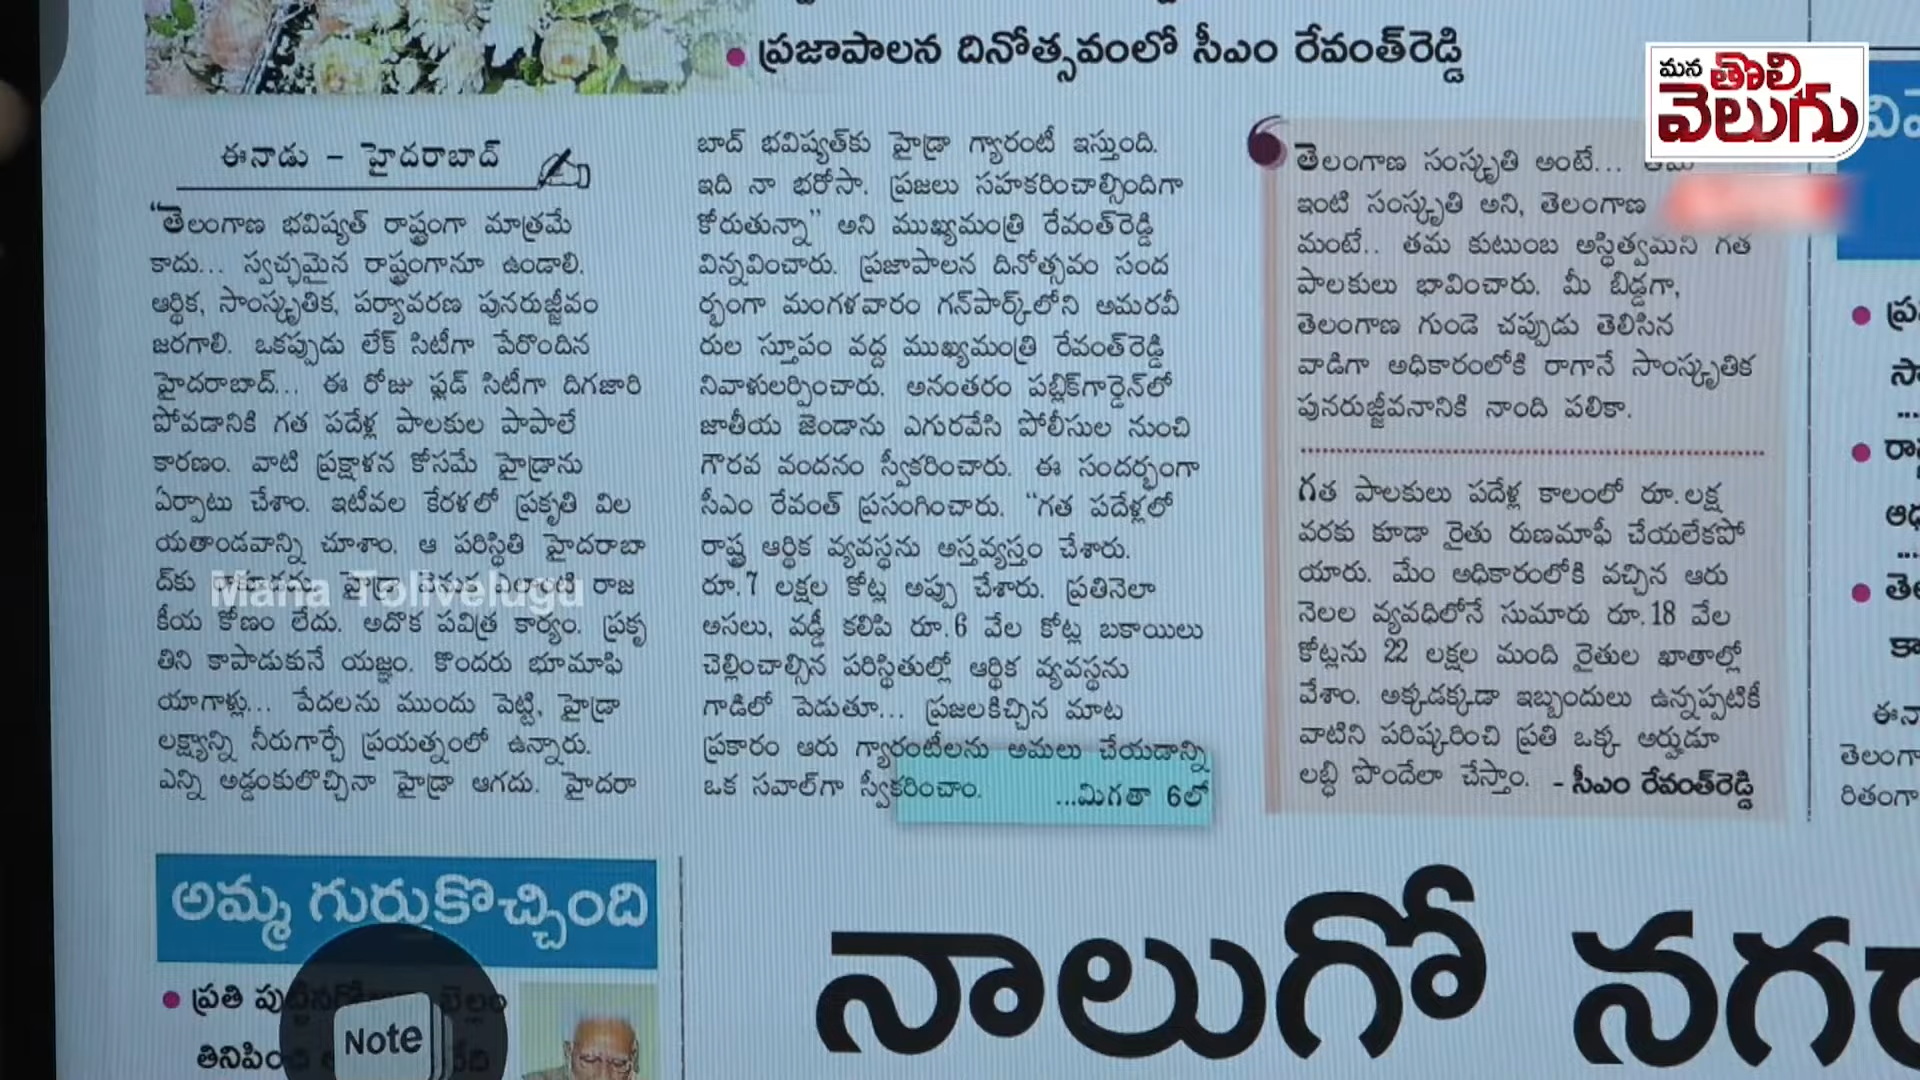 • ప్రజాపాలన దినోత్సవంలో సీఎం రేవంత్‌రెడ్డి
మన
తొలి
వెలుగు
ఈనాడు - హైదరాబాద్
“తెలంగాణ భవిష్యత్ రాష్ట్రంగా మాత్రమే
కాదు... స్వచ్ఛమైన రాష్ట్రంగానూ ఉండాలి.
ఆర్థిక, సాంస్కృతిక, పర్యావరణ పునరుజ్జీవం
జరగాలి. ఒకప్పుడు లేక్ సిటీగా పేరొందిన
హైదరాబాద్... ఈ రోజు ఫ్లడ్ సిటీగా దిగజారి
పోవడానికి గత పదేళ్ల పాలకుల పాపాలే
కారణం. వాటి ప్రక్షాళన కోసమే హైడ్రాను
ఏర్పాటు చేశాం. ఇటీవల కేరళలో ప్రకృతి విల
యతాండవాన్ని చూశాం. ఆ పరిస్థితి హైదరాబా
ద్‌కు హైడ్రా రాజ
కీయ కోణం లేదు. అదొక పవిత్ర కార్యం. ప్రకృ
తిని కాపాడుకునే యజ్ఞం. కొందరు భూమాఫి
యాగాళ్లు... పేదలను ముందు పెట్టి, హైడ్రా
లక్ష్యాన్ని నీరుగార్చే ప్రయత్నంలో ఉన్నారు.
ఎన్ని అడ్డంకులొచ్చినా హైడ్రా ఆగదు. హైదరా
Mana Tolivelugu
బాద్ భవిష్యత్‌కు హైడ్రా గ్యారంటీ ఇస్తుంది.
ఇది నా భరోసా. ప్రజలు సహకరించాల్సిందిగా
కోరుతున్నా” అని ముఖ్యమంత్రి రేవంత్‌రెడ్డి
విన్నవించారు. ప్రజాపాలన దినోత్సవం సంద
ర్భంగా మంగళవారం గన్‌పార్క్‌లోని అమరవీ
రుల స్తూపం వద్ద ముఖ్యమంత్రి రేవంత్‌రెడ్డి
నివాళులర్పించారు. అనంతరం పబ్లిక్‌గార్డెన్‌లో
జాతీయ జెండాను ఎగురవేసి పోలీసుల నుంచి
గౌరవ వందనం స్వీకరించారు. ఈ సందర్భంగా
సీఎం రేవంత్ ప్రసంగించారు. “గత పదేళ్లలో
రాష్ట్ర ఆర్థిక వ్యవస్థను అస్తవ్యస్తం చేశారు.
రూ.7 లక్షల కోట్ల అప్పు చేశారు. ప్రతినెలా
అసలు, వడ్డీ కలిపి రూ.6 వేల కోట్ల బకాయిలు
చెల్లించాల్సిన పరిస్థితుల్లో ఆర్థిక వ్యవస్థను
గాడిలో పెడుతూ... ప్రజలకిచ్చిన మాట
ప్రకారం ఆరు గ్యారంటీలను అమలు చేయడాన్ని
ఒక సవాల్‌గా స్వీకరించాం. ...మిగతా 6లో
తెలంగాణ సంస్కృతి అంటే...
ఇంటి సంస్కృతి అని, తెలంగాణ
మంటే.. తమ కుటుంబ అస్థిత్వమని గత
పాలకులు భావించారు. మీ బిడ్డగా,
తెలంగాణ గుండె చప్పుడు తెలిసిన
వాడిగా అధికారంలోకి రాగానే సాంస్కృతిక
పునరుజ్జీవనానికి నాంది పలికా.
గత పాలకులు పదేళ్ల కాలంలో రూ.లక్ష
వరకు కూడా రైతు రుణమాఫీ చేయలేకపో
యారు. మేం అధికారంలోకి వచ్చిన ఆరు
నెలల వ్యవధిలోనే సుమారు రూ.18 వేల
కోట్లను 22 లక్షల మంది రైతుల ఖాతాల్లో
వేశాం. అక్కడక్కడా ఇబ్బందులు ఉన్నప్పటికీ
వాటిని పరిష్కరించి ప్రతి ఒక్క అర్హుడూ
లబ్ధి పొందేలా చేస్తాం. - సీఎం రేవంత్‌రెడ్డి
ఈనా
తెలంగా
రితంగా
అమ్మ గుర్తుకొచ్చింది
• ప్రతి
Note
నాలుగో నగర